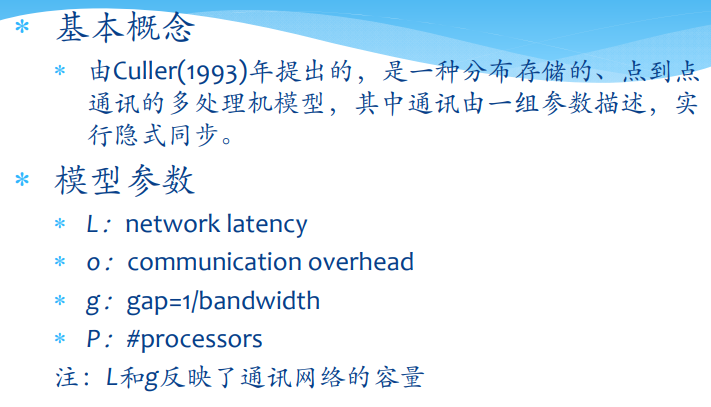 * 基本概念
* 由Culler(1993)年提出的，是一种分布存储的、点到点
通讯的多处理机模型，其中通讯由一组参数描述，实
行隐式同步。
* 模型参数
* L：network latency
* o：communication overhead
* g：gap=1/bandwidth
* P：#processors
注：L和g反映了通讯网络的容量